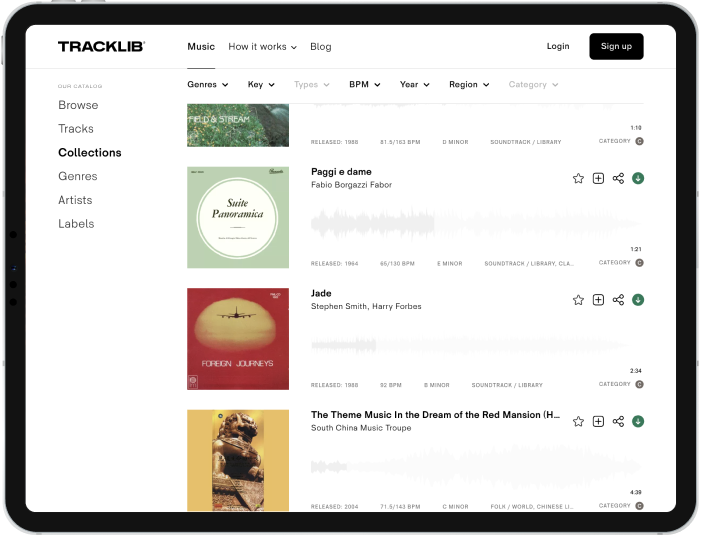 TRACKLIB
Music How it works Blog
Login Sign up
OUR CATALOG
Browse
Tracks
Collections
Genres
Artists
Labels
Genres Key Types BPM Year Region Category
FIELD & STREAM
1:10
RELEASED: 1988 81.5/163 BPM D MINOR SOUNDTRACK / LIBRARY CATEGORY C
Suite
Panoramica
Paggi e dame
Fabio Borgazzi Fabor
1:21
RELEASED: 1964 65/130 BPM E MINOR SOUNDTRACK / LIBRARY, CLA... CATEGORY C
FOREIGN JOURNEYS
Jade
Stephen Smith, Harry Forbes
2:34
RELEASED: 1988 92 BPM B MINOR SOUNDTRACK / LIBRARY CATEGORY C
The Theme Music In the Dream of the Red Mansion (H...
South China Music Troupe
4:39
RELEASED: 2004 71.5/143 BPM C MINOR FOLK / WORLD, CHINESE LI... CATEGORY C